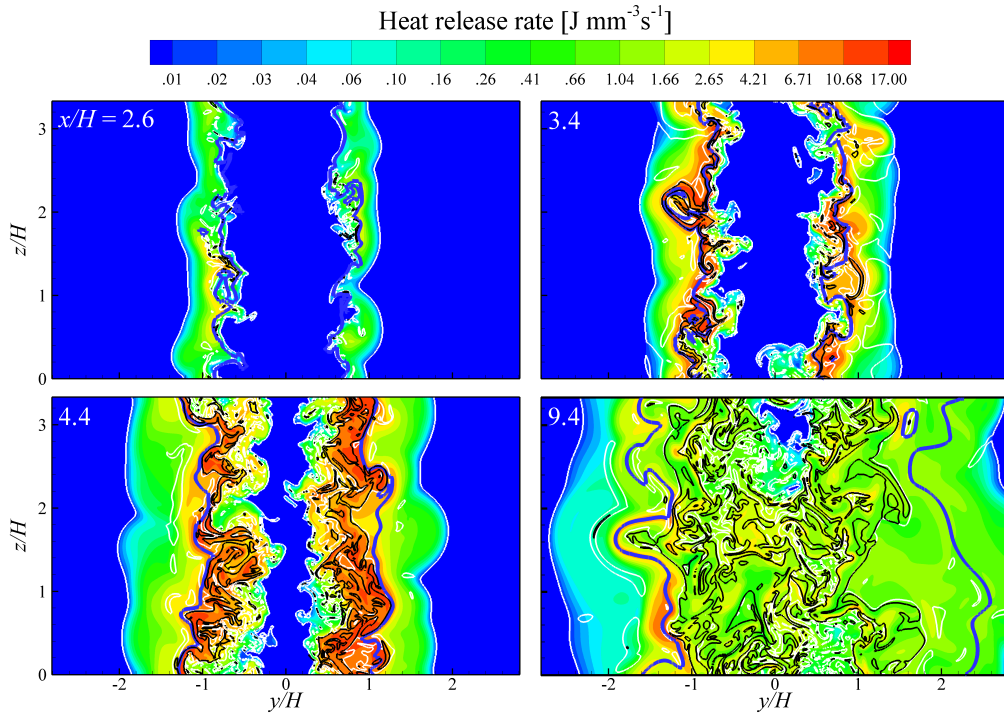 Heat release rate [J mm-3s-1]
.01 .02 .03 .04 .06 .10 .16 .26 .41 .66 1.04 1.66 2.65 4.21 6.71 10.68 17.00
x/H = 2.6
3.4
3
2
1
0
z/H
4.4
9.4
3
2
1
0
z/H
-2 -1 0 1 2
-2 -1 0 1 2
y/H
y/H